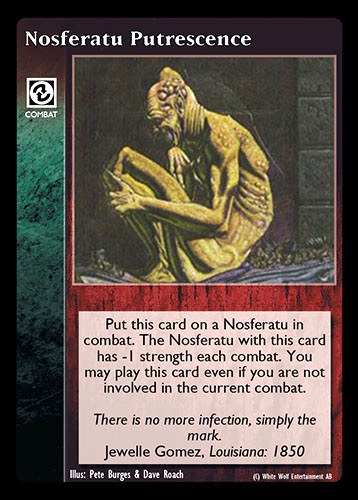 Nosferatu Putrescence
COMBAT
Put this card on a Nosferatu in
combat. The Nosferatu with this card
has -1 strength each combat. You
may play this card even if you are not
involved in the current combat.
There is no more infection, simply the
mark.
Jewelle Gomez, Louisiana: 1850
Illus: Pete Burges & Dave Roach
(C) White Wolf Entertainment AB